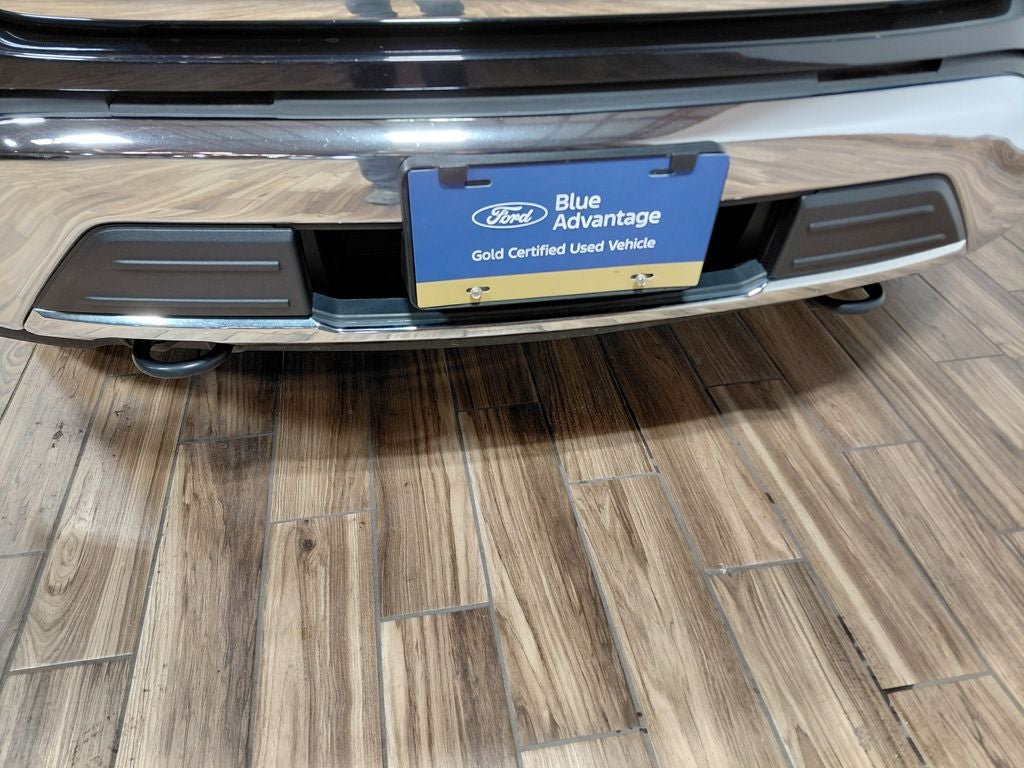 Ford
Blue
Advantage
Gold Certified Used Vehicle